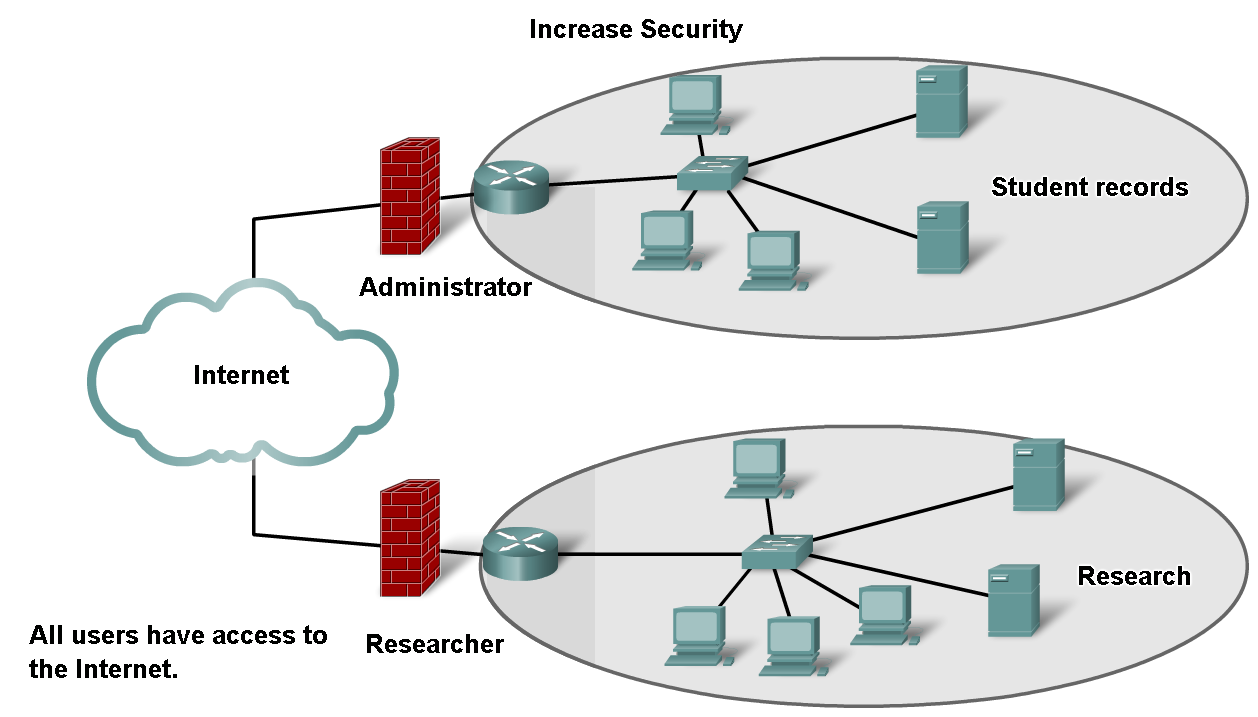 Increase Security
Student records
Administrator
Internet
Research
All users have access to
the Internet.
Researcher